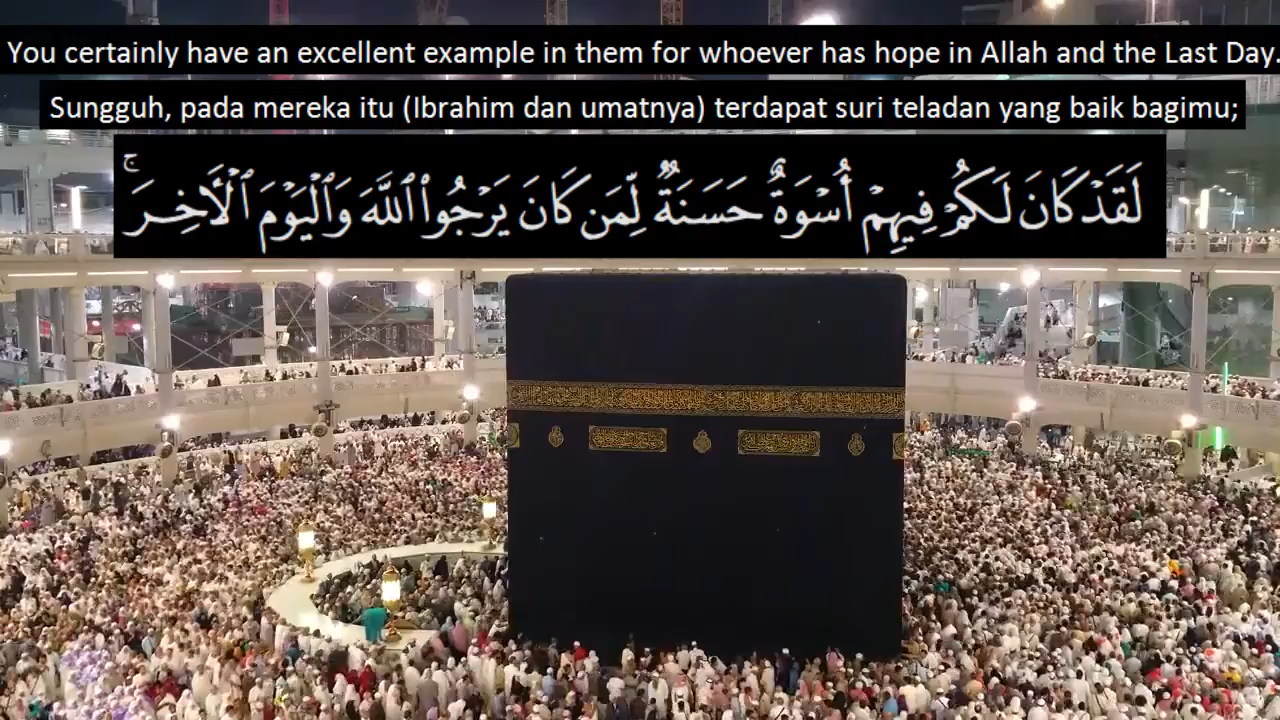 You certainly have an excellent example in them for whoever has hope in Allah and the Last Day.
Sungguh, pada mereka itu (Ibrahim dan umatnya) terdapat suri teladan yang baik bagimu;
لَقَدْ كَانَ لَكُمْ فِيهِمْ أُسْوَةٌ حَسَنَةٌ لِّمَن كَانَ يَرْجُوا۟ ٱللَّهَ وَٱلْيَوْمَ ٱلْـَٔاخِرَ ۚ